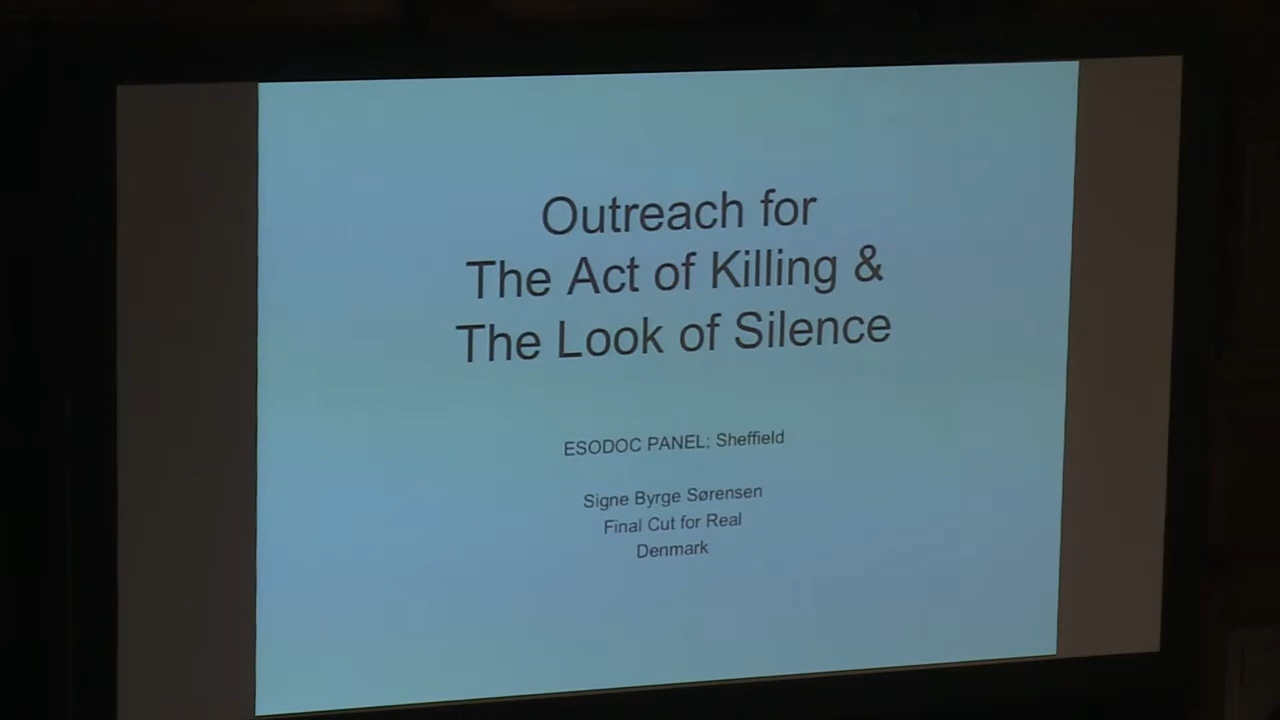 Outreach for
The Act of Killing &
The Look of Silence
ESODOC PANEL: Sheffield
Signe Byrge Sørensen
Final Cut for Real
Denmark